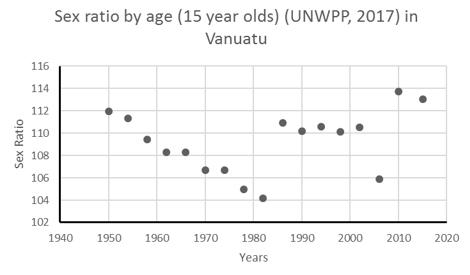 Sex ratio by age (15 year olds) (UNWPP, 2017) in
Vanuatu
116
114
112
110
108
106
104
102
Sex Ratio
1940 1950 1960 1970 1980 1990 2000 2010 2020
Years